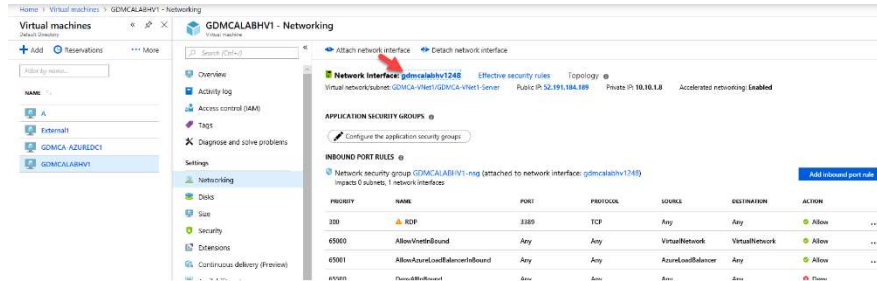 Home > Virtual machines > GDMCALABHV1 - Networking
Virtual machines
Default Directory
GDMCALABHV1 - Networking
Virtual machine
Add Reservations More
Filter by name...
NAME
A
External1
GDMCA-AZUREDC1
GDMCALABHV1
Search (Ctrl+/)
Overview
Activity log
Access control (IAM)
Tags
Diagnose and solve problems
Settings
Networking
Disks
Size
Security
Extensions
Continuous delivery (Preview)
Attach network interface Detach network interface
Network Interface: gdmcalabhv1248 Effective security rules Topology
Virtual network/subnet: GDMCA-VNet1/GDMCA-VNet1-Server Public IP: 52.191.184.189 Private IP: 10.10.1.8 Accelerated networking: Enabled
APPLICATION SECURITY GROUPS
Configure the application security groups
INBOUND PORT RULES
Network security group GDMCALABHV1-nsg (attached to network interface: gdmcalabhv1248)
Impacts 0 subnets, 1 network interfaces
Add inbound port rule
PRIORITY NAME PORT PROTOCOL SOURCE DESTINATION ACTION
RDP 3389 TCP Any Any Allow ...
65000 AllowVnetInBound Any Any VirtualNetwork VirtualNetwork Allow ...
65001 AllowAzureLoadBalancerInBound Any Any AzureLoadBalancer Any Allow ...
65500 DenyAllInBound Any Any Any Any Deny